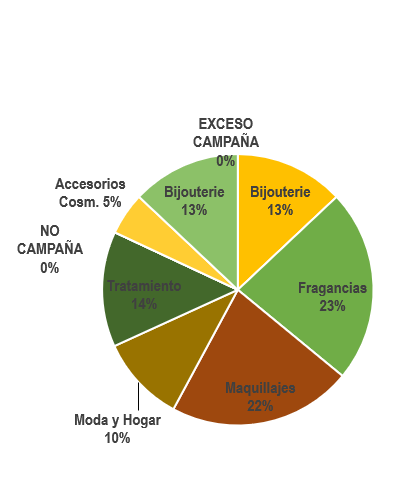 EXCESO
CAMPAÑA
0%
Bijouterie
13%
Fragancias
23%
Maquillajes
22%
Moda y Hogar
10%
Tratamiento
14%
NO
CAMPAÑA
0%
Accesorios
Cosm. 5%
Bijouterie
13%